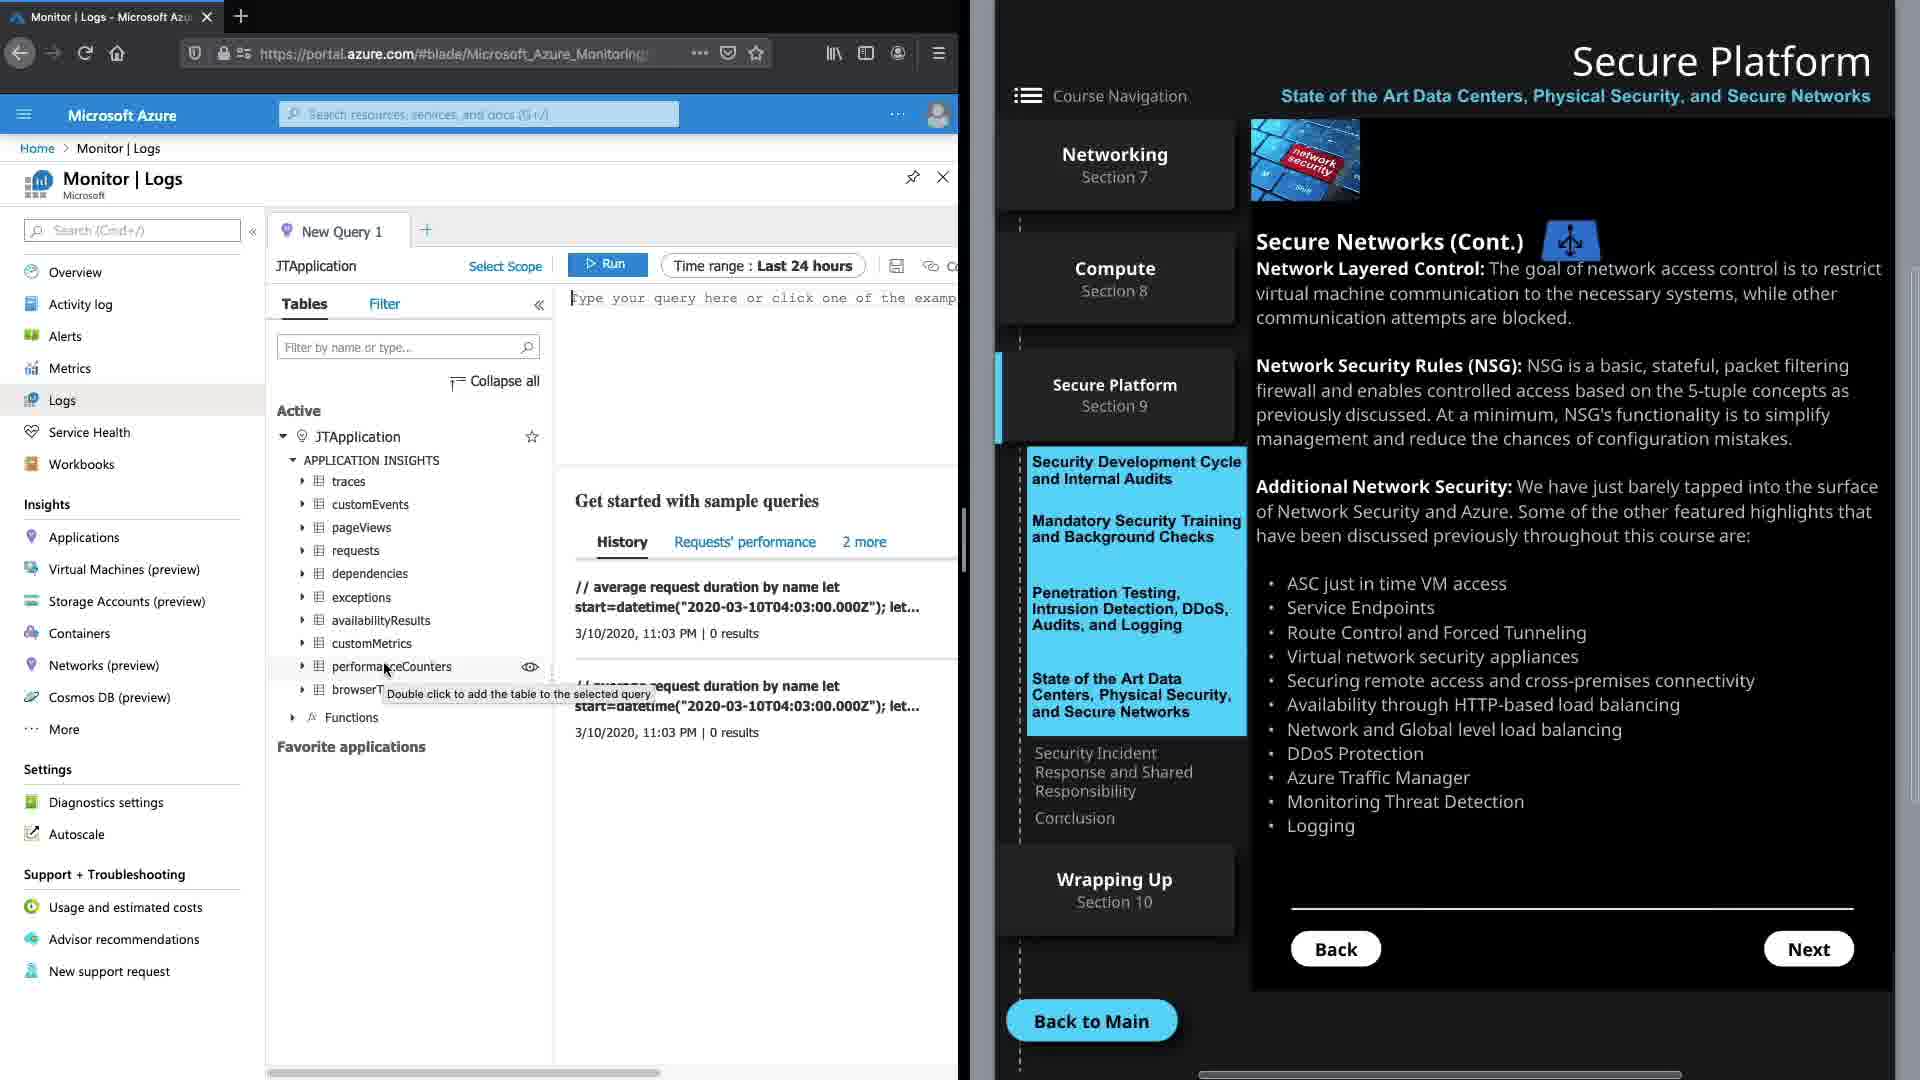 Monitor | Logs - Microsoft Azu
https://portal.azure.com/#blade/Microsoft_Azure_Monitoring
Microsoft Azure
Search resources, services, and docs (G+/)
Home > Monitor | Logs
Monitor | Logs
Microsoft
Search (Cmd+/)
Overview
Activity log
Alerts
Metrics
Logs
Service Health
Workbooks
Insights
Applications
Virtual Machines (preview)
Storage Accounts (preview)
Containers
Networks (preview)
Cosmos DB (preview)
More
Settings
Diagnostics settings
Autoscale
Support + Troubleshooting
Usage and estimated costs
Advisor recommendations
New support request
New Query 1
JTApplication
Select Scope
Run
Time range : Last 24 hours
Co
Tables
Filter
Filter by name or type...
Collapse all
Active
JTApplication
APPLICATION INSIGHTS
traces
customEvents
pageViews
requests
dependencies
exceptions
availabilityResults
customMetrics
performanceCounters
browserT
Double click to add the table to the selected query
fx Functions
Favorite applications
Type your query here or click one of the examp
Get started with sample queries
History
Requests' performance
2 more
// average request duration by name let
start=datetime("2020-03-10T04:03:00.000Z"); let...
3/10/2020, 11:03 PM | 0 results
// average request duration by name let
start=datetime("2020-03-10T04:03:00.000Z"); let...
3/10/2020, 11:03 PM | 0 results
Secure Platform
State of the Art Data Centers, Physical Security, and Secure Networks
Course Navigation
Networking
Section 7
Compute
Section 8
Secure Platform
Section 9
Security Development Cycle
and Internal Audits
Mandatory Security Training
and Background Checks
Penetration Testing,
Intrusion Detection, DDoS,
Audits, and Logging
State of the Art Data
Centers, Physical Security,
and Secure Networks
Security Incident
Response and Shared
Responsibility
Conclusion
Wrapping Up
Section 10
Back to Main
network
security
Secure Networks (Cont.)
Network Layered Control: The goal of network access control is to restrict
virtual machine communication to the necessary systems, while other
communication attempts are blocked.
Network Security Rules (NSG): NSG is a basic, stateful, packet filtering
firewall and enables controlled access based on the 5-tuple concepts as
previously discussed. At a minimum, NSG's functionality is to simplify
management and reduce the chances of configuration mistakes.
Additional Network Security: We have just barely tapped into the surface
of Network Security and Azure. Some of the other featured highlights that
have been discussed previously throughout this course are:
• ASC just in time VM access
• Service Endpoints
• Route Control and Forced Tunneling
• Virtual network security appliances
• Securing remote access and cross-premises connectivity
• Availability through HTTP-based load balancing
• Network and Global level load balancing
• DDoS Protection
• Azure Traffic Manager
• Monitoring Threat Detection
• Logging
Back
Next